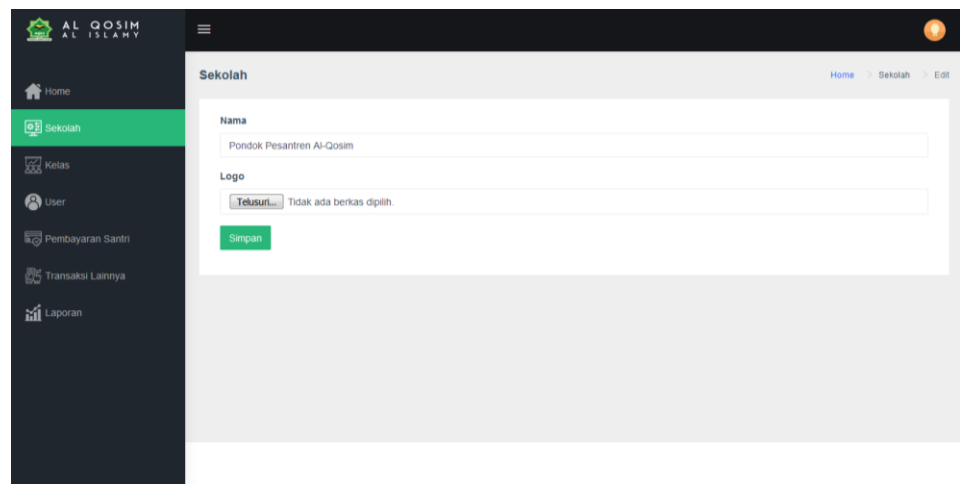 AL QOSIM
AL ISLAMY
Home
Sekolah
Kelas
User
Pembayaran Santri
Transaksi Lainnya
Laporan
Sekolah
Home > Sekolah > Edit
Nama
Pondok Pesantren Al-Qosim
Logo
Telusuri... Tidak ada berkas dipilih.
Simpan